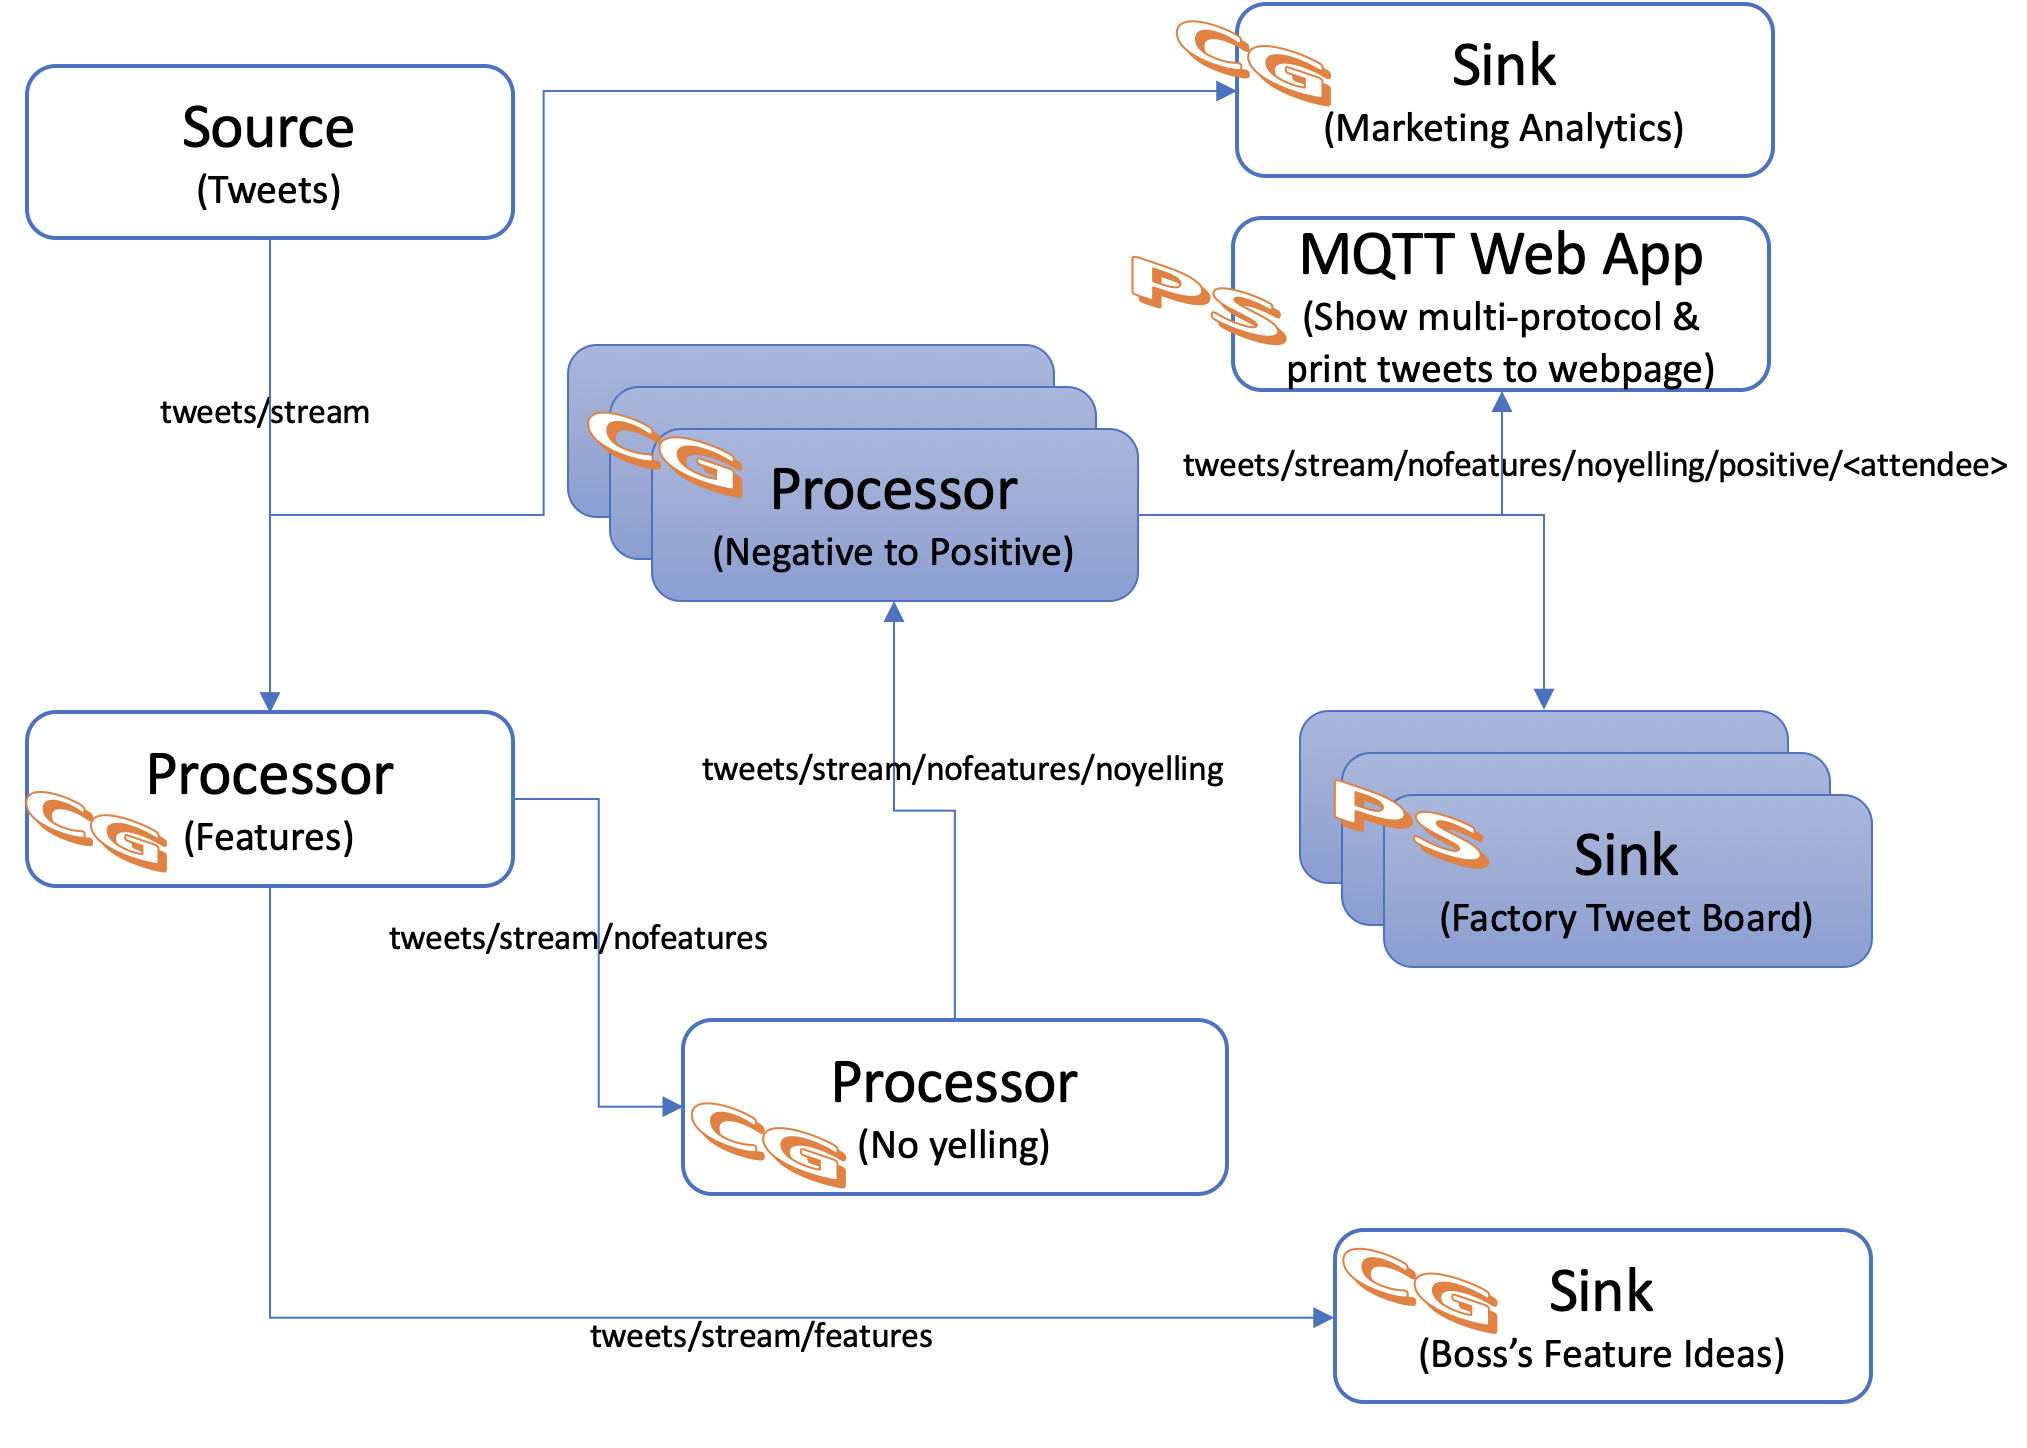 Source
(Tweets)
CG
Sink
(Marketing Analytics)
PS
MQTT Web App
(Show multi-protocol &
print tweets to webpage)
tweets/stream
CG
Processor
(Negative to Positive)
tweets/stream/nofeatures/noyelling/positive/<attendee>
CG
Processor
(Features)
tweets/stream/nofeatures/noyelling
PS
Sink
(Factory Tweet Board)
tweets/stream/nofeatures
CG
Processor
(No yelling)
tweets/stream/features
CG
Sink
(Boss’s Feature Ideas)